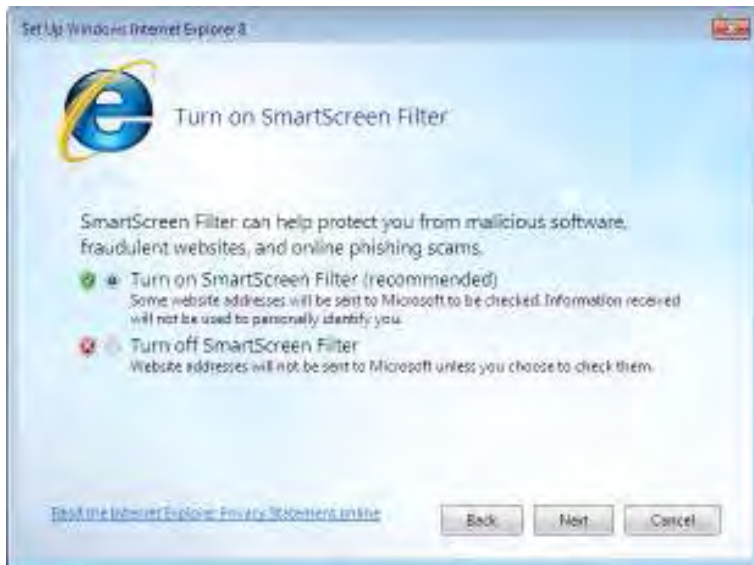 Set Up Windows Internet Explorer 8
Turn on SmartScreen Filter
SmartScreen Filter can help protect you from malicious software,
fraudulent websites, and online phishing scams.
Turn on SmartScreen Filter (recommended)
Some website addresses will be sent to Microsoft to be checked. Information received
will not be used to personally identify you.
Turn off SmartScreen Filter
Website addresses will not be sent to Microsoft unless you choose to check them.
Read the Internet Explorer Privacy Statement online
Back
Next
Cancel